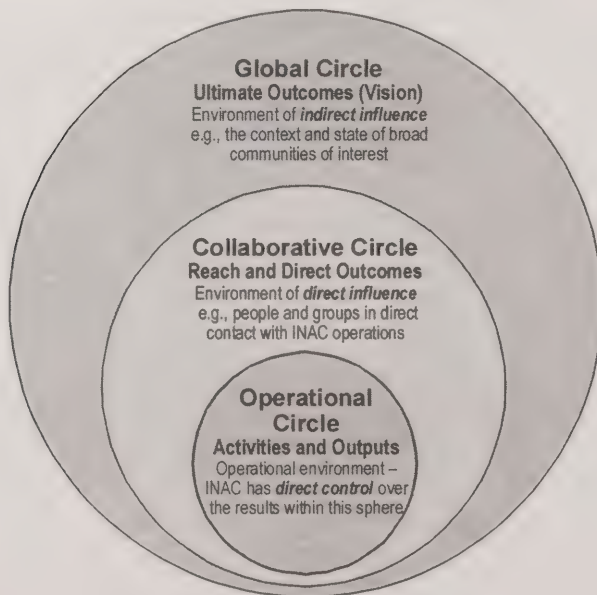 Global Circle
Ultimate Outcomes (Vision)
Environment of indirect influence
e.g., the context and state of broad
communities of interest
Collaborative Circle
Reach and Direct Outcomes
Environment of direct influence
e.g., people and groups in direct
contact with INAC operations
Operational
Circle
Activities and Outputs
Operational environment –
INAC has direct control over
the results within this sphere